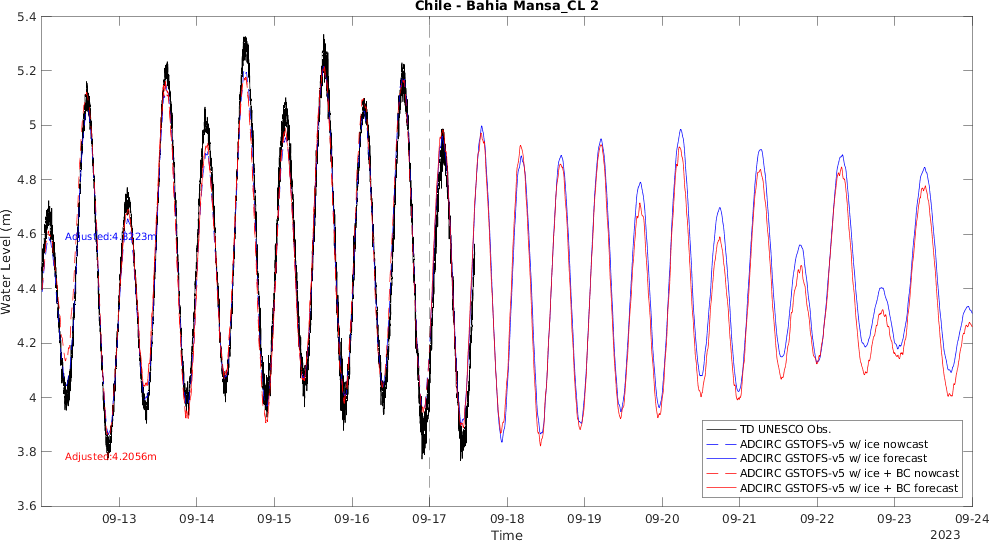 Chile - Bahia Mansa_CL 2
5.4
5.2
5
4.8
4.6
4.4
4.2
4
3.8
3.6
Water Level (m)
Adjusted:4.3223m
Adjusted:4.2056m
TD UNESCO Obs.
ADCIRC GSTOFS-v5 w/ ice nowcast
ADCIRC GSTOFS-v5 w/ ice forecast
ADCIRC GSTOFS-v5 w/ ice + BC nowcast
ADCIRC GSTOFS-v5 w/ ice + BC forecast
09-13 09-14 09-15 09-16 09-17 09-18 09-19 09-20 09-21 09-22 09-23 09-24
Time
2023